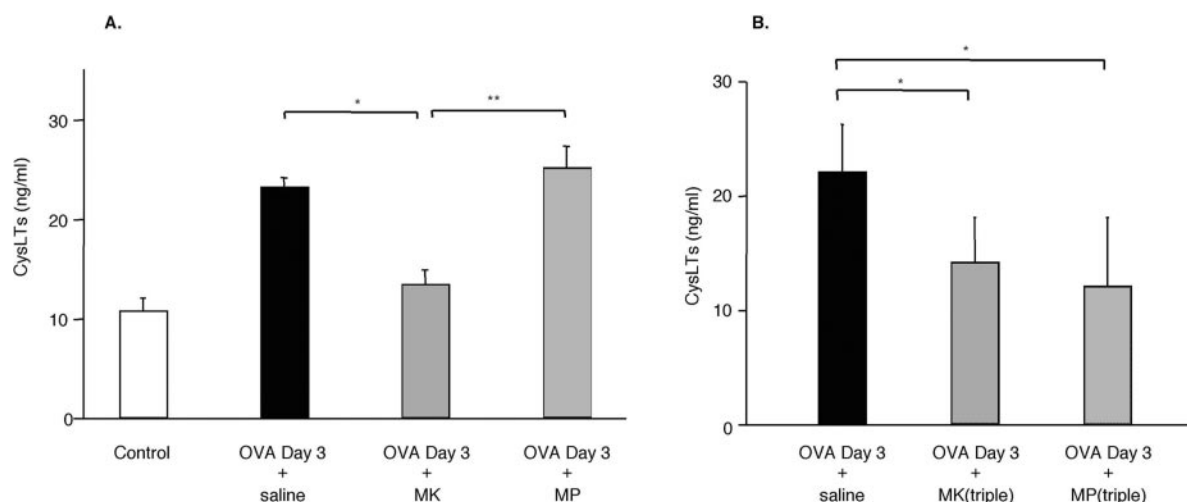 A.
*
**
CysLTs (ng/ml)
30
20
10
0
Control
OVA Day 3
+
saline
OVA Day 3
+
MK
OVA Day 3
+
MP
B.
*
*
CysLTs (ng/ml)
30
20
10
0
OVA Day 3
+
saline
OVA Day 3
+
MK(triple)
OVA Day 3
+
MP(triple)